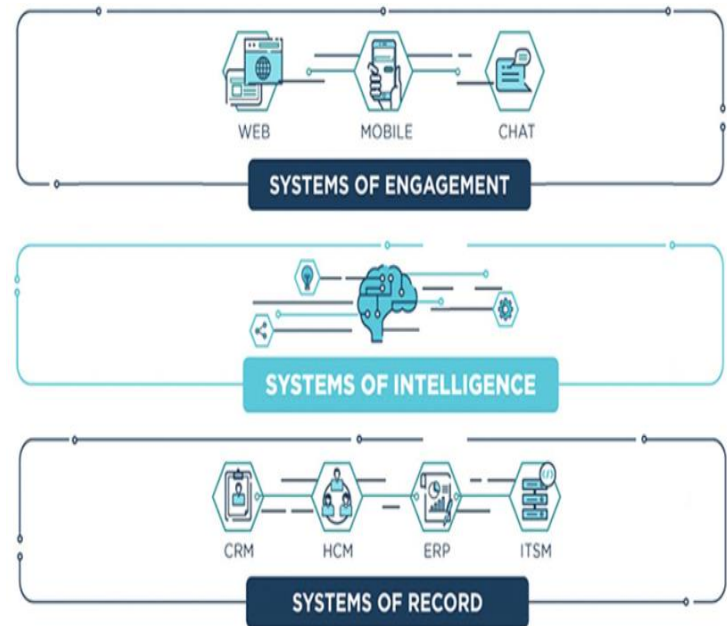 WEB MOBILE CHAT
SYSTEMS OF ENGAGEMENT
SYSTEMS OF INTELLIGENCE
CRM HCM ERP ITSM
SYSTEMS OF RECORD